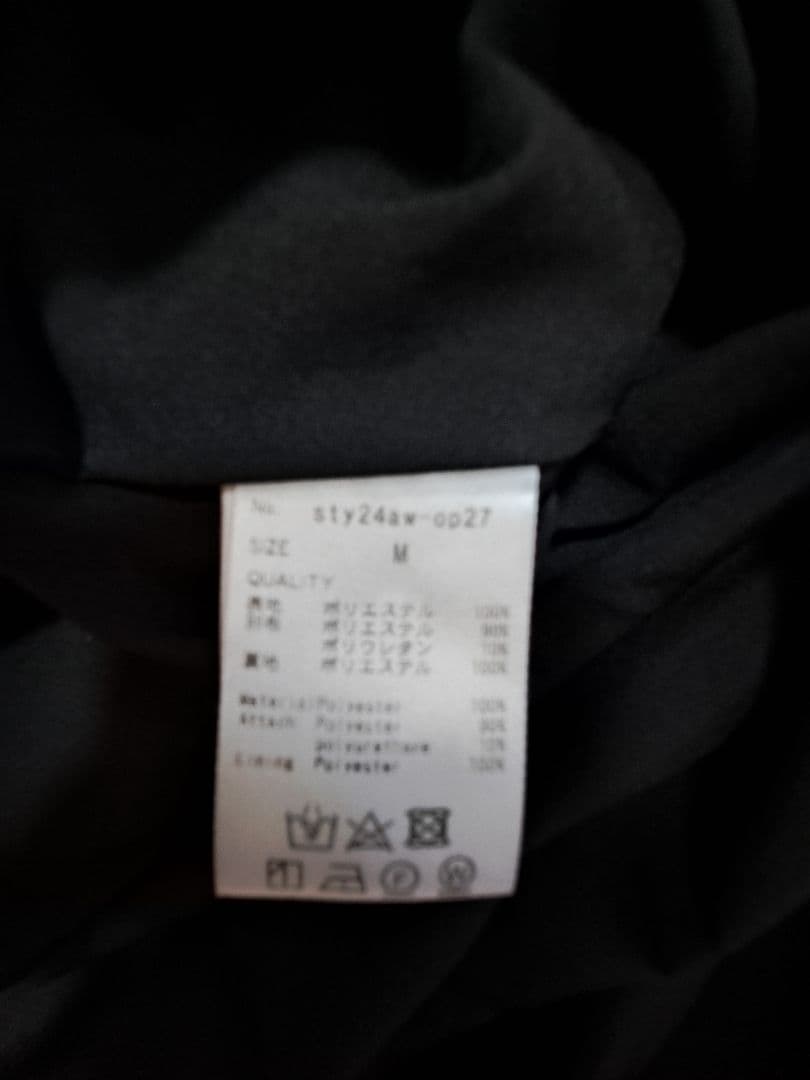 No. sty24aw-op27
SIZE M
QUALITY
表地 ポリエステル 100%
別布 ポリエステル 90%
ポリウレタン 10%
裏地 ポリエステル 100%
Material Polyester 100%
Attach Polyester 90%
polyurethane 10%
Lining Polyester 100%
F W